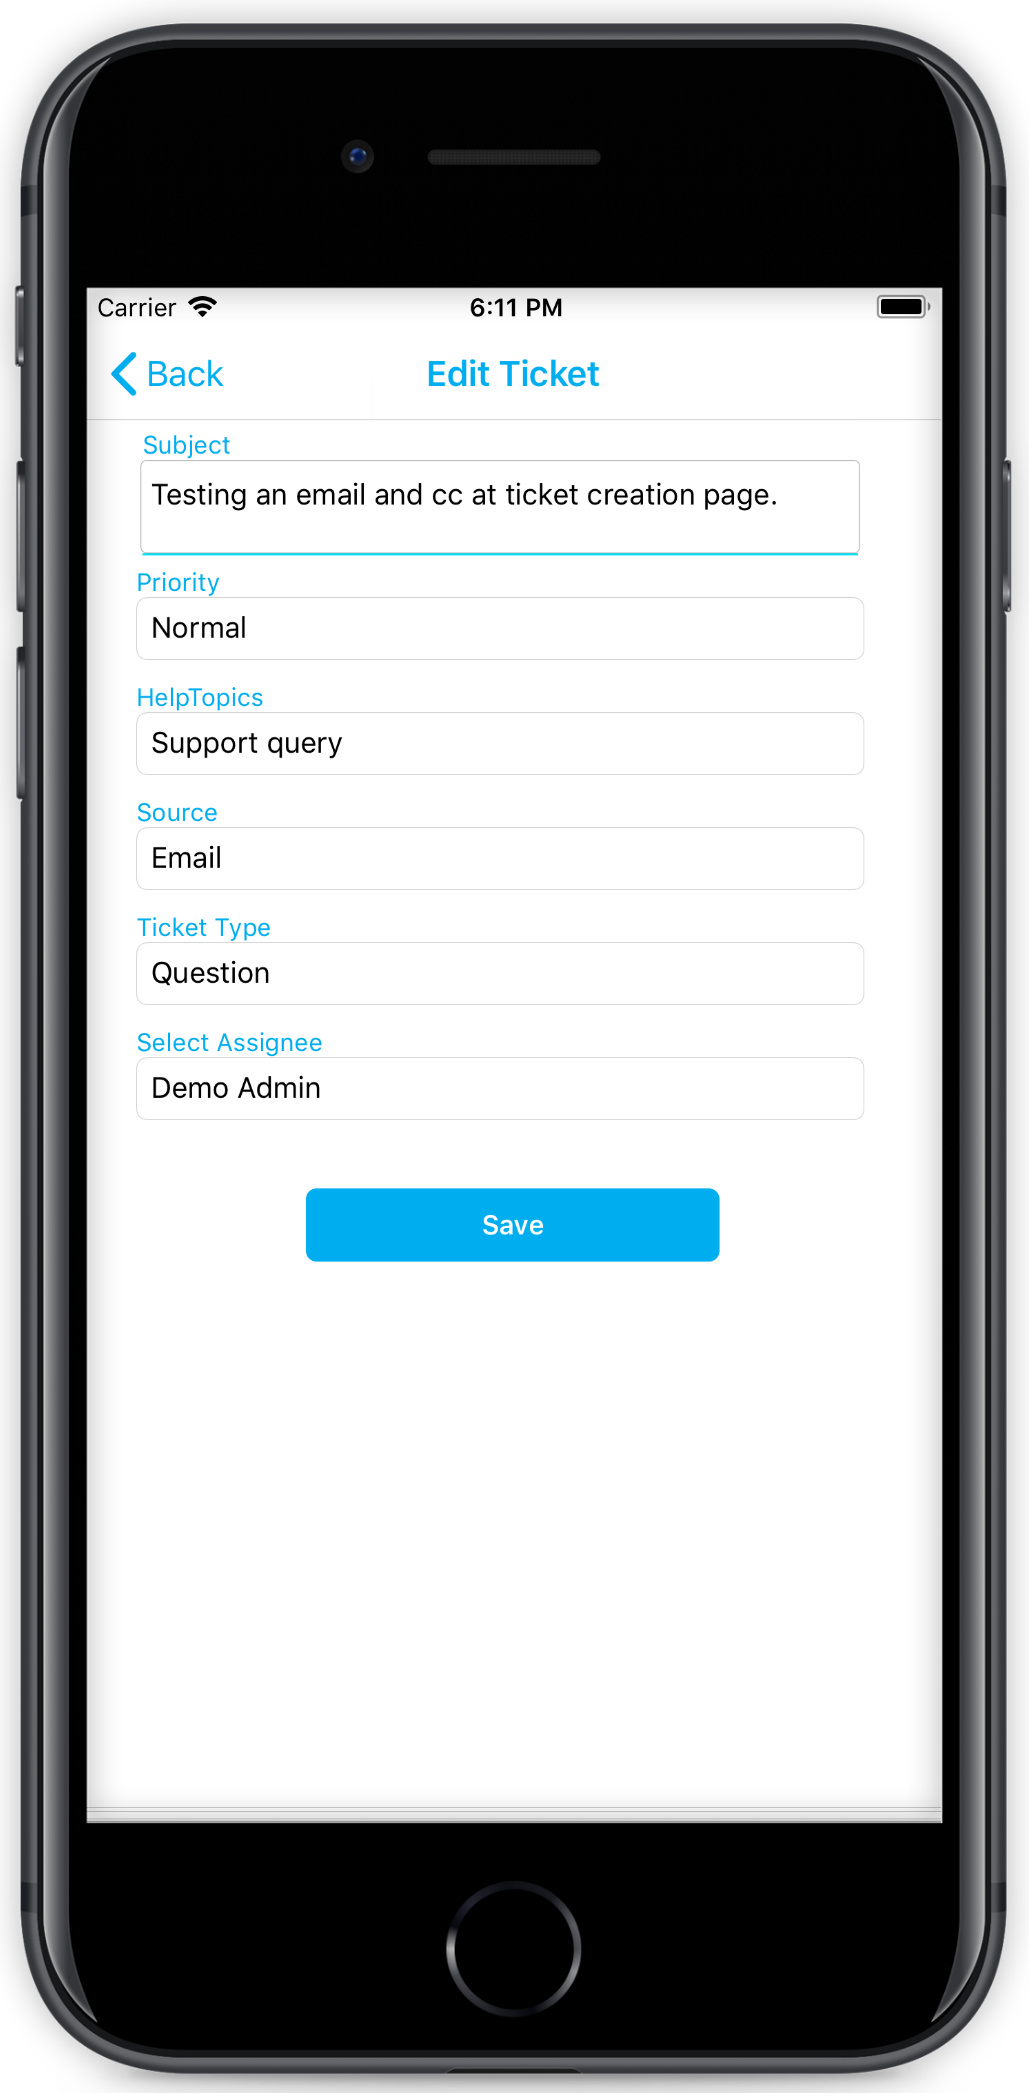 Carrier 6:11 PM
Back Edit Ticket
Subject
Testing an email and cc at ticket creation page.
Priority
Normal
HelpTopics
Support query
Source
Email
Ticket Type
Question
Select Assignee
Demo Admin
Save